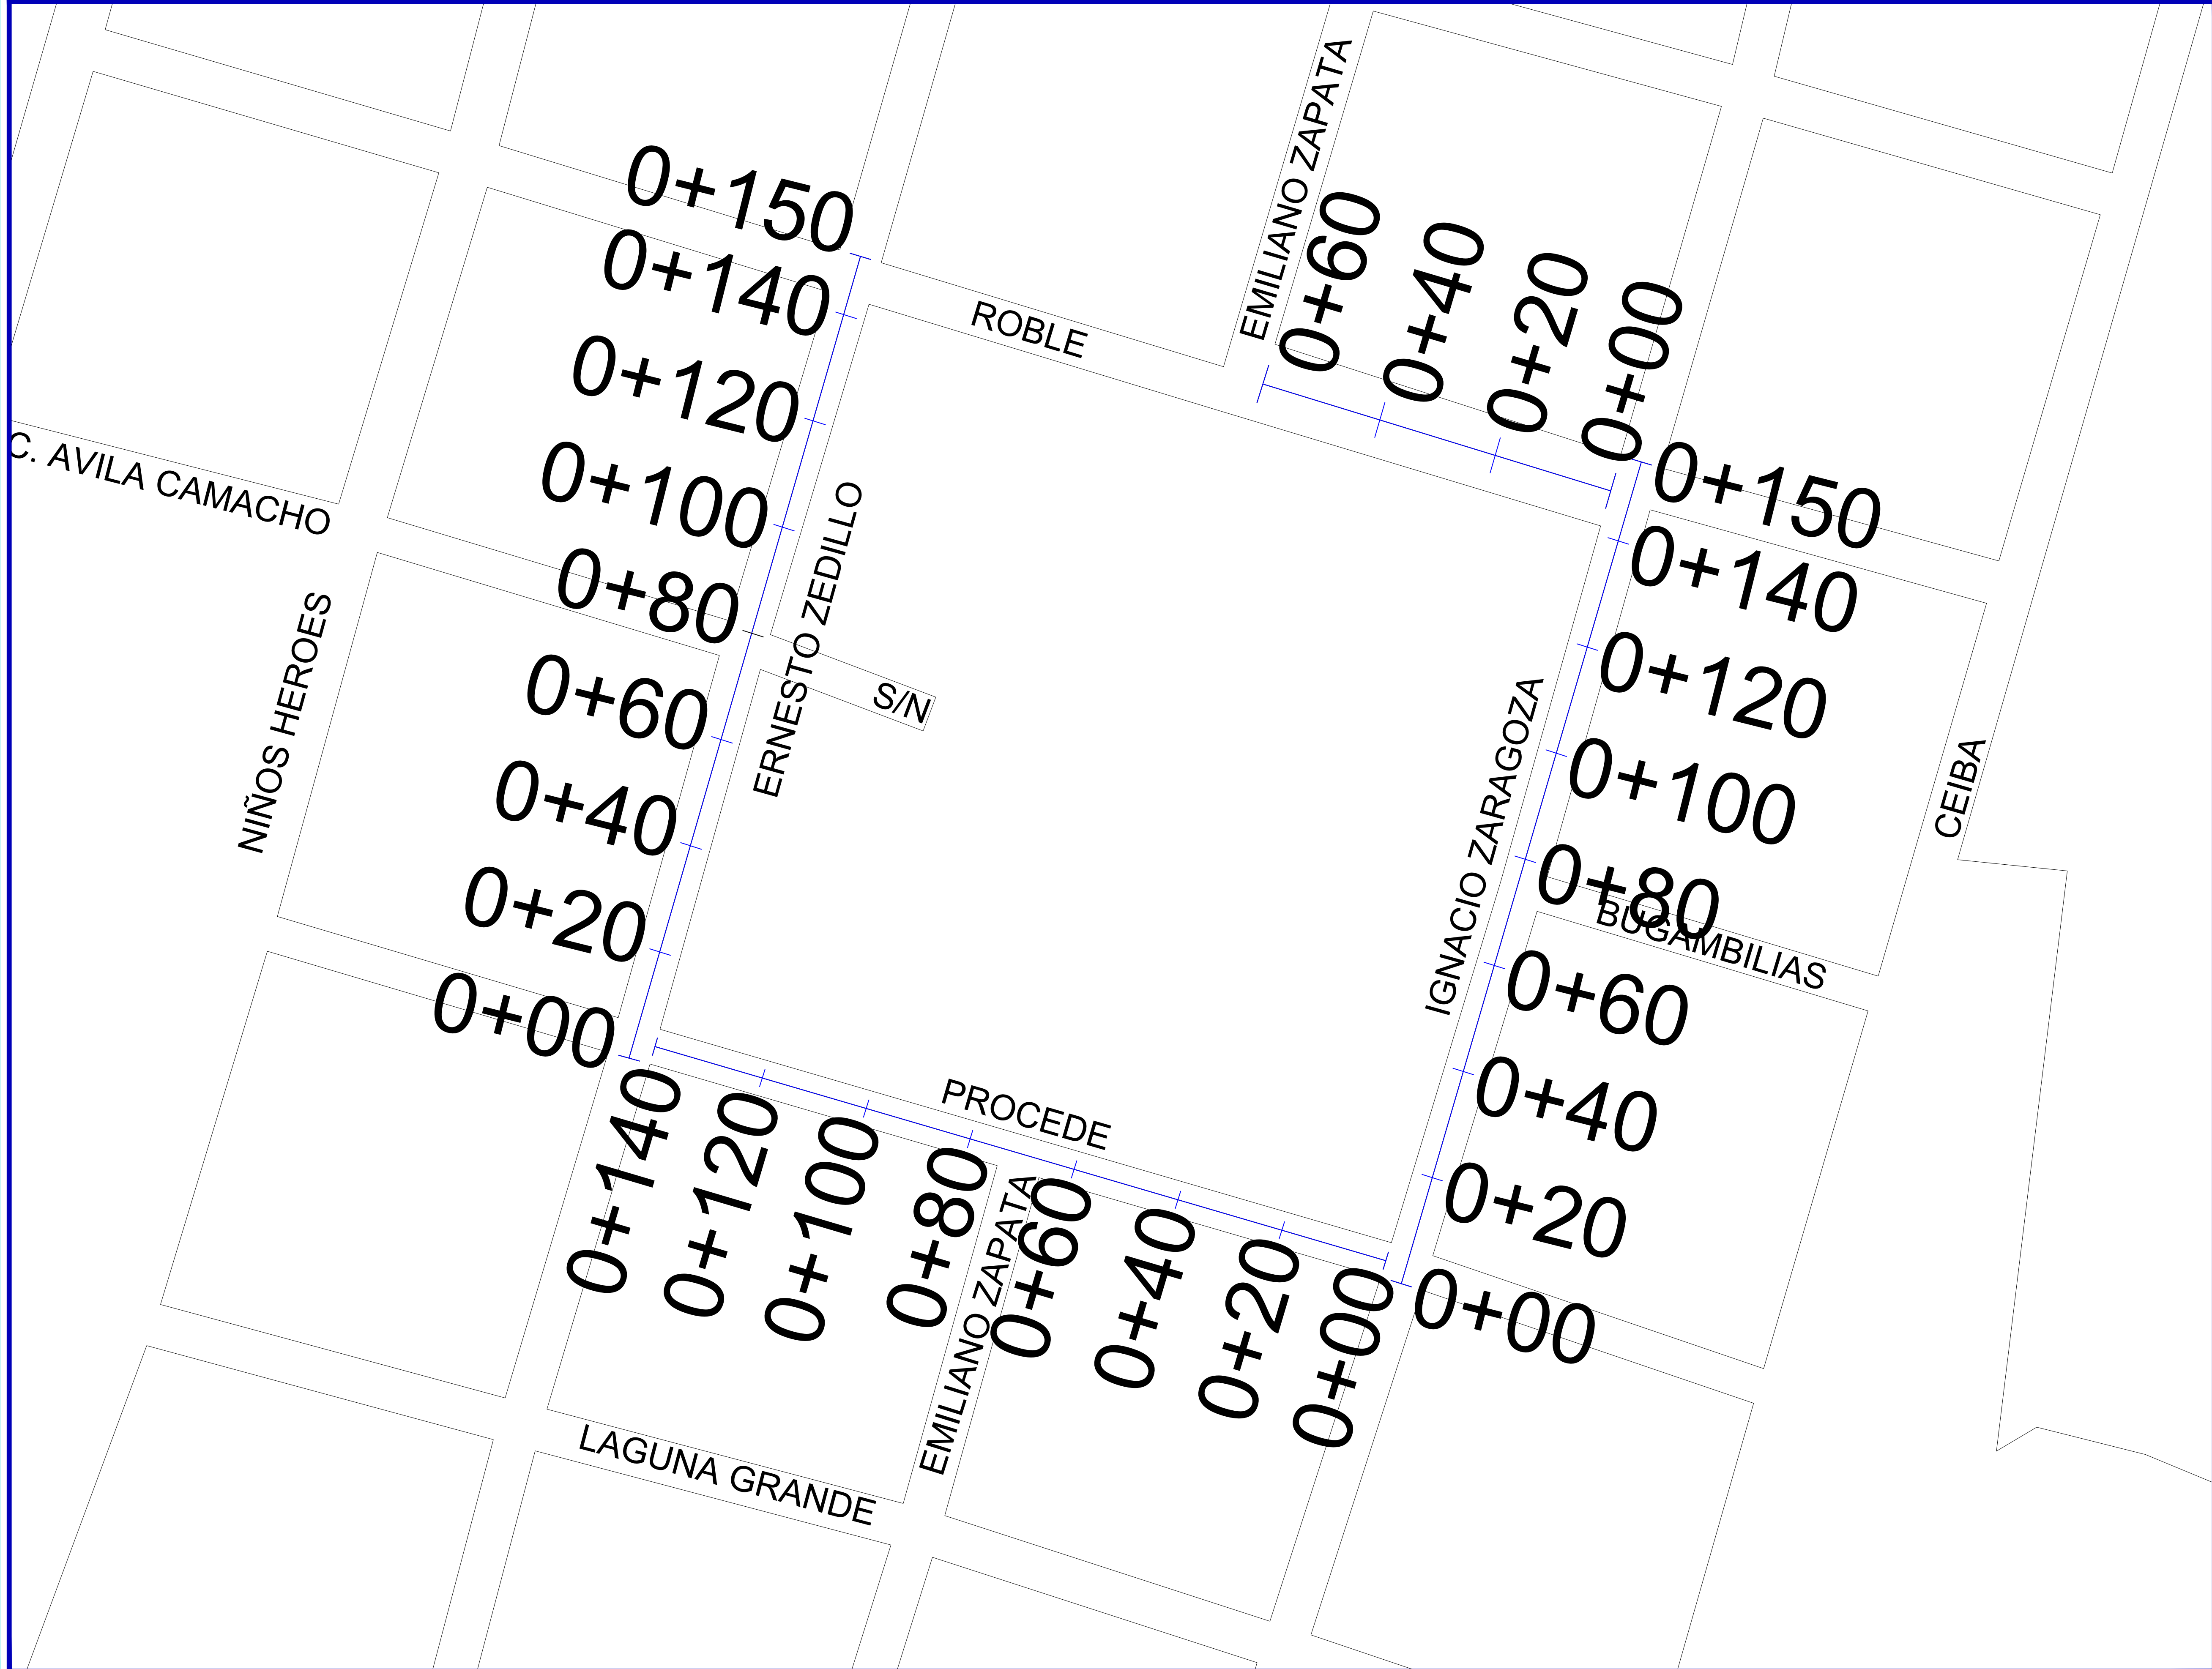 EMILIANO ZAPATA
0+150
0+140
0+120
0+100
0+80
0+60
0+40
0+20
0+00
ROBLE
0+60
0+40
0+20
0+00
C. AVILA CAMACHO
NIÑOS HEROES
ERNESTO ZEDILLO
S/N
IGNACIO ZARAGOZA
0+150
0+140
0+120
0+100
0+80
BUGAMBILIAS
0+60
0+40
0+20
0+00
CEIBA
PROCEDE
0+140
0+120
0+100
0+80
EMILIANO ZAPATA
0+60
0+40
0+20
0+000
LAGUNA GRANDE